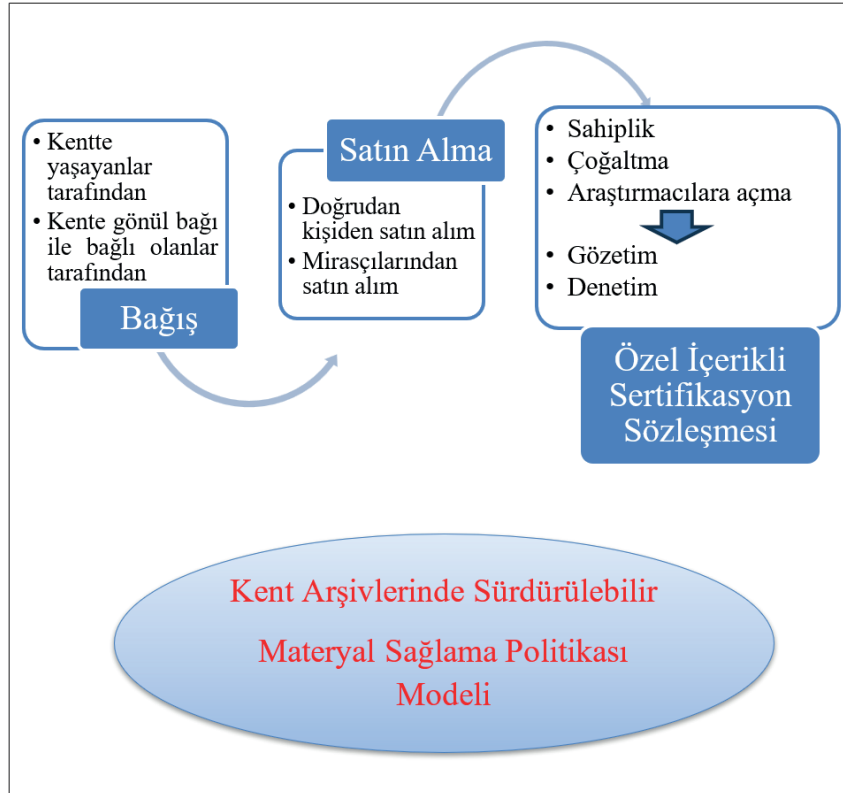 • Kentte
yaşayanlar
tarafından
• Kente gönül bağı
ile bağlı olanlar
tarafından
Bağış
Satın Alma
• Doğrudan
kişiden satın alım
• Mirasçılarından
satın alım
• Sahiplik
• Çoğaltma
• Araştırmacılara açma
• Gözetim
• Denetim
Özel İçerikli
Sertifikasyon
Sözleşmesi
Kent Arşivlerinde Sürdürülebilir
Materyal Sağlama Politikası
Modeli